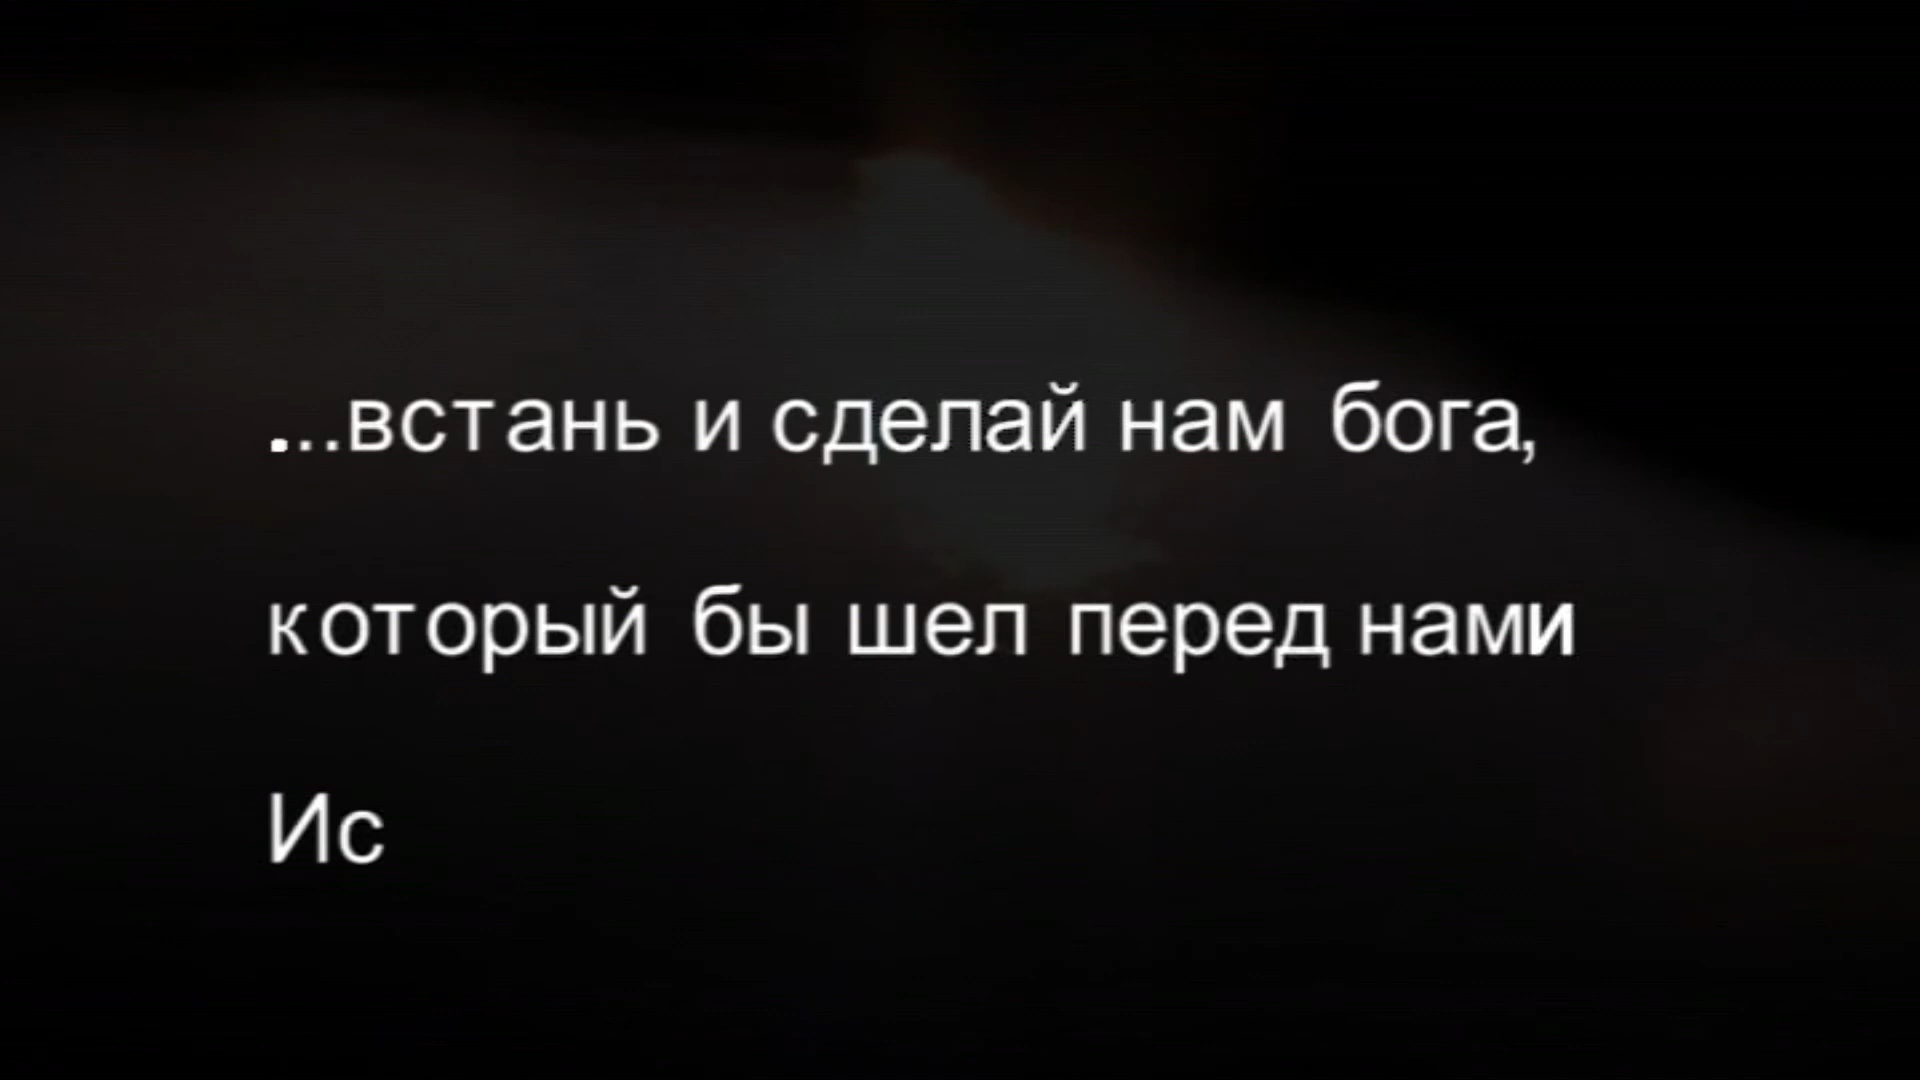 ...встань и сделай нам бога,
который бы шел перед нами
Ис